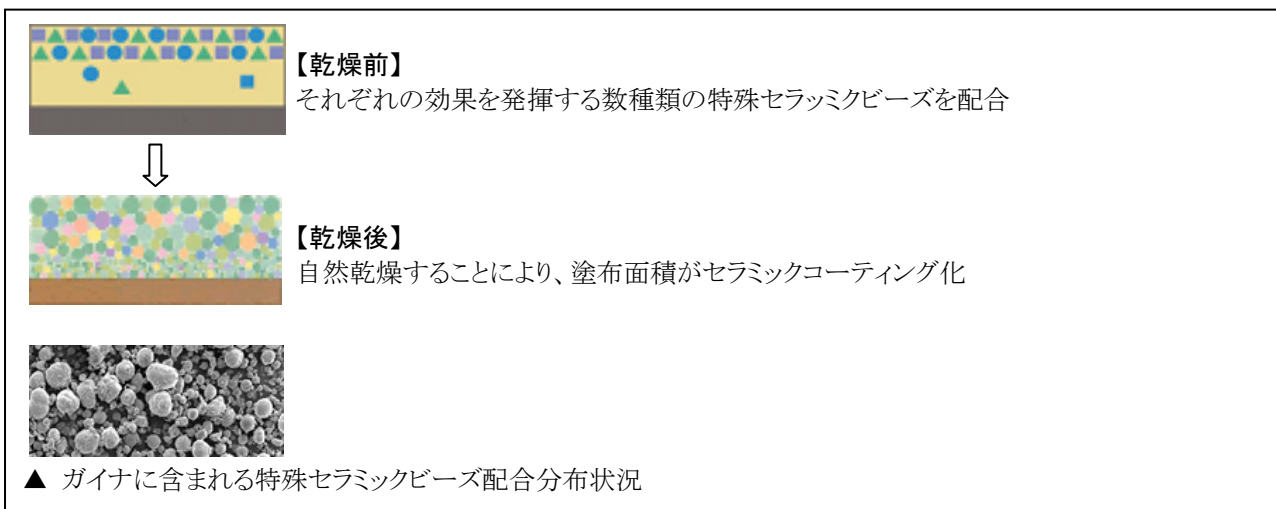 【乾燥前】
それぞれの効果を発揮する数種類の特殊セラッミクビーズを配合
【乾燥後】
自然乾燥することにより、塗布面積がセラミックコーティング化
▲ ガイナに含まれる特殊セラミックビーズ配合分布状況